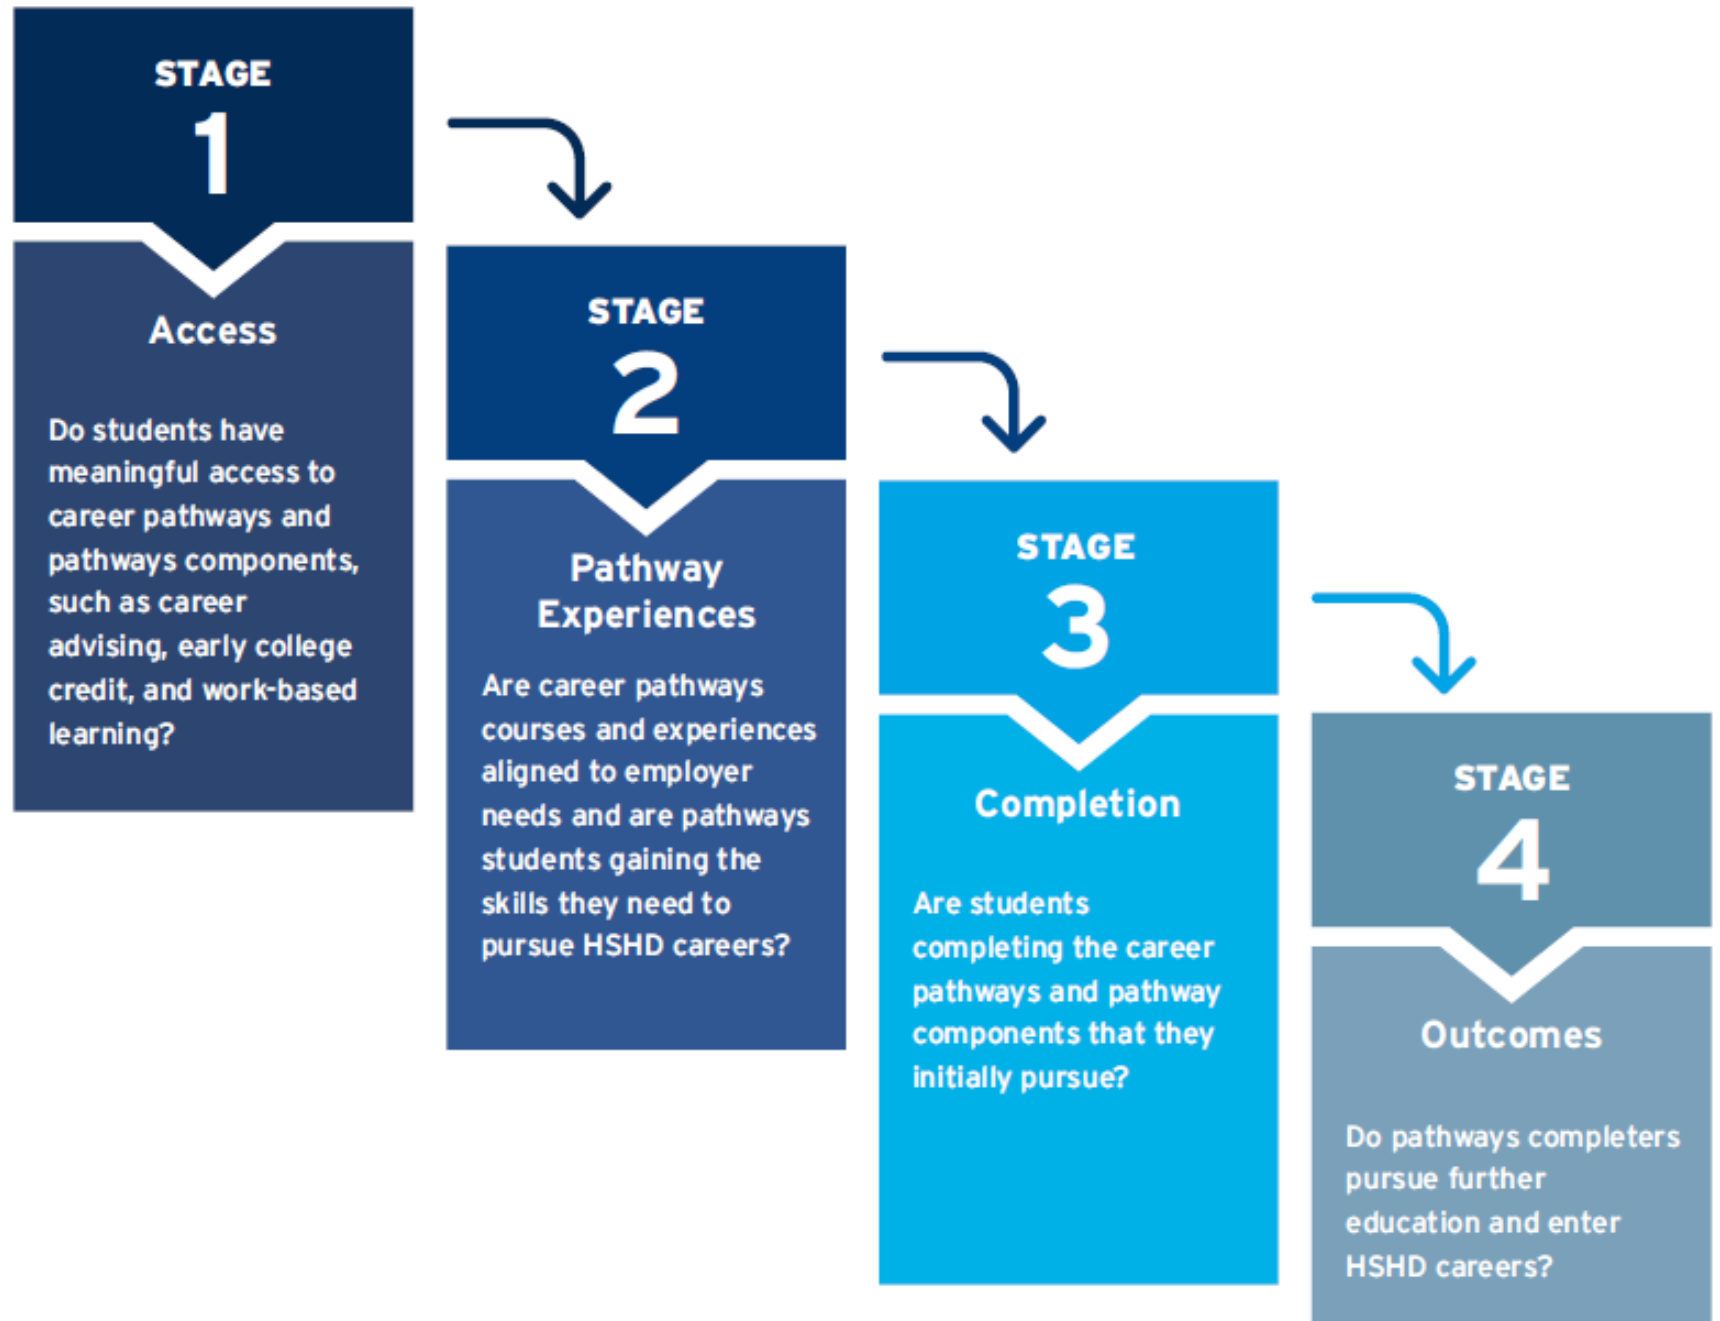 STAGE
1
Access
Do students have
meaningful access to
career pathways and
pathways components,
such as career
advising, early college
credit, and work-based
learning?
STAGE
2
Pathway
Experiences
Are career pathways
courses and experiences
aligned to employer
needs and are pathways
students gaining the
skills they need to
pursue HSHD careers?
STAGE
3
Completion
Are students
completing the career
pathways and pathway
components that they
initially pursue?
STAGE
4
Outcomes
Do pathways completers
pursue further
education and enter
HSHD careers?